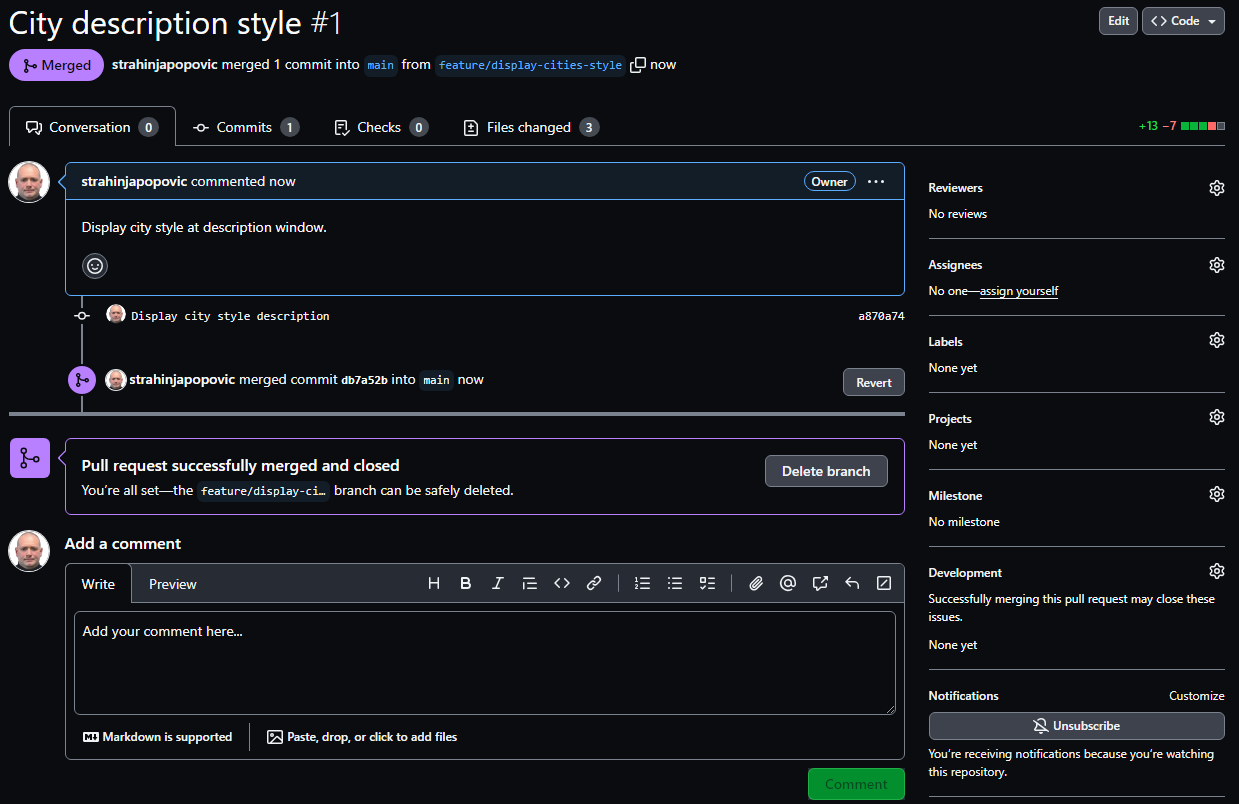 City description style #1
Edit
Code
Merged
strahinjapopovic merged 1 commit into main from feature/display-cities-style now
Conversation 0
Commits 1
Checks 0
Files changed 3
+13 −7
strahinjapopovic commented now
Owner
Display city style at description window.
Display city style description
a870a74
strahinjapopovic merged commit db7a52b into main now
Revert
Pull request successfully merged and closed
You’re all set—the feature/display-ci… branch can be safely deleted.
Delete branch
Add a comment
Write
Preview
Add your comment here...
Markdown is supported
Paste, drop, or click to add files
Comment
Reviewers
No reviews
Assignees
No one—assign yourself
Labels
None yet
Projects
None yet
Milestone
No milestone
Development
Successfully merging this pull request may close these
issues.
None yet
Notifications
Customize
Unsubscribe
You’re receiving notifications because you’re watching
this repository.